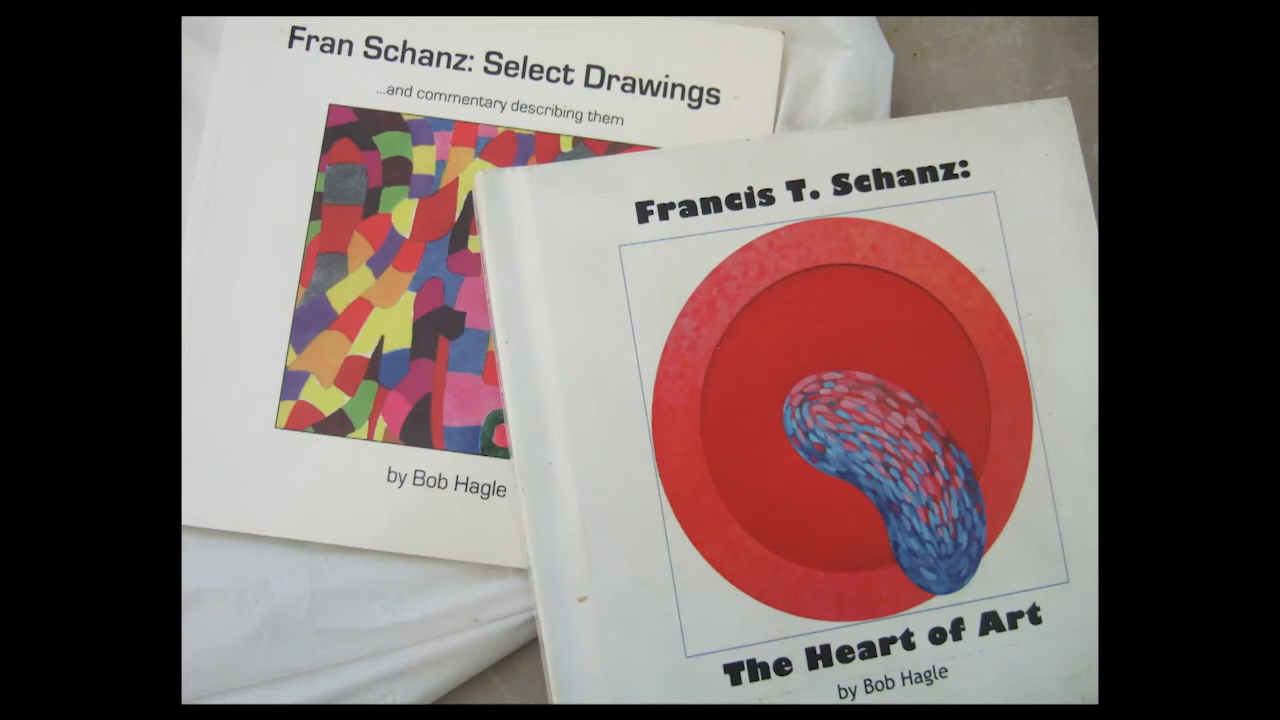 Fran Schanz: Select Drawings
...and commentary describing them
by Bob Hagle
Francis T. Schanz:
The Heart of Art
by Bob Hagle